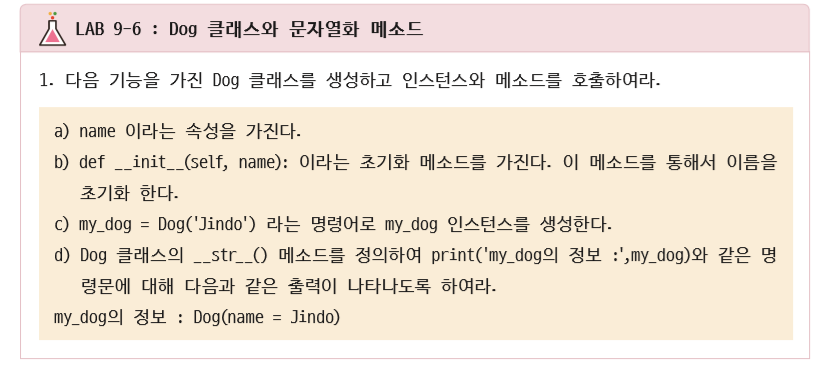 LAB 9-6 : Dog 클래스와 문자열화 메소드
1. 다음 기능을 가진 Dog 클래스를 생성하고 인스턴스와 메소드를 호출하여라.
a) name 이라는 속성을 가진다.
b) def __init__(self, name): 이라는 초기화 메소드를 가진다. 이 메소드를 통해서 이름을
초기화 한다.
c) my_dog = Dog('Jindo') 라는 명령어로 my_dog 인스턴스를 생성한다.
d) Dog 클래스의 __str__() 메소드를 정의하여 print('my_dog의 정보 :',my_dog)와 같은 명
령문에 대해 다음과 같은 출력이 나타나도록 하여라.
my_dog의 정보 : Dog(name = Jindo)